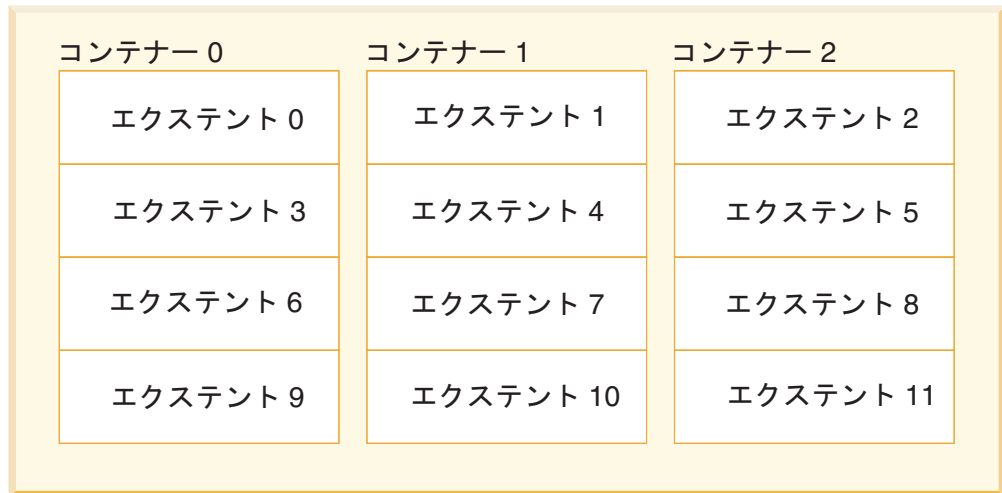 コンテナー 0
コンテナー 1
コンテナー 2
エクステント 0
エクステント 1
エクステント 2
エクステント 3
エクステント 4
エクステント 5
エクステント 6
エクステント 7
エクステント 8
エクステント 9
エクステント 10
エクステント 11